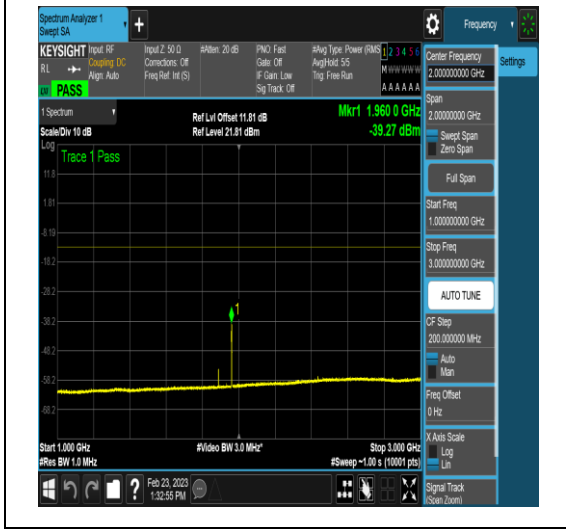 Spectrum Analyzer 1
Swept SA
Frequency
KEYSIGHT
RL
PASS
Input: RF
Coupling: DC
Align: Auto
Input Z: 50 Ω
Corrections: Off
Freq Ref: Int (S)
#Atten: 20 dB
PNO: Fast
Gate: Off
IF Gain: Low
Sig Track: Off
#Avg Type: Power (RMS)
Avg|Hold: 5/5
Trig: Free Run
1 2 3 4 5 6
M W W W W W
A A A A A A
1 Spectrum
Scale/Div 10 dB
Ref Lvl Offset 11.81 dB
Ref Level 21.81 dBm
Mkr1 1.960 0 GHz
-39.27 dBm
Log
Trace 1 Pass
11.8
1.81
-8.19
-18.2
-28.2
-38.2
-48.2
-58.2
-68.2
1
Start 1.000 GHz
#Res BW 1.0 MHz
#Video BW 3.0 MHz*
Stop 3.000 GHz
#Sweep ~1.00 s (10001 pts)
?
Feb 23, 2023
1:32:55 PM
Center Frequency
2.000000000 GHz
Settings
Span
2.00000000 GHz
Swept Span
Zero Span
Full Span
Start Freq
1.000000000 GHz
Stop Freq
3.000000000 GHz
AUTO TUNE
CF Step
200.000000 MHz
Auto
Man
Freq Offset
0 Hz
X Axis Scale
Log
Lin
Signal Track
(Span Zoom)